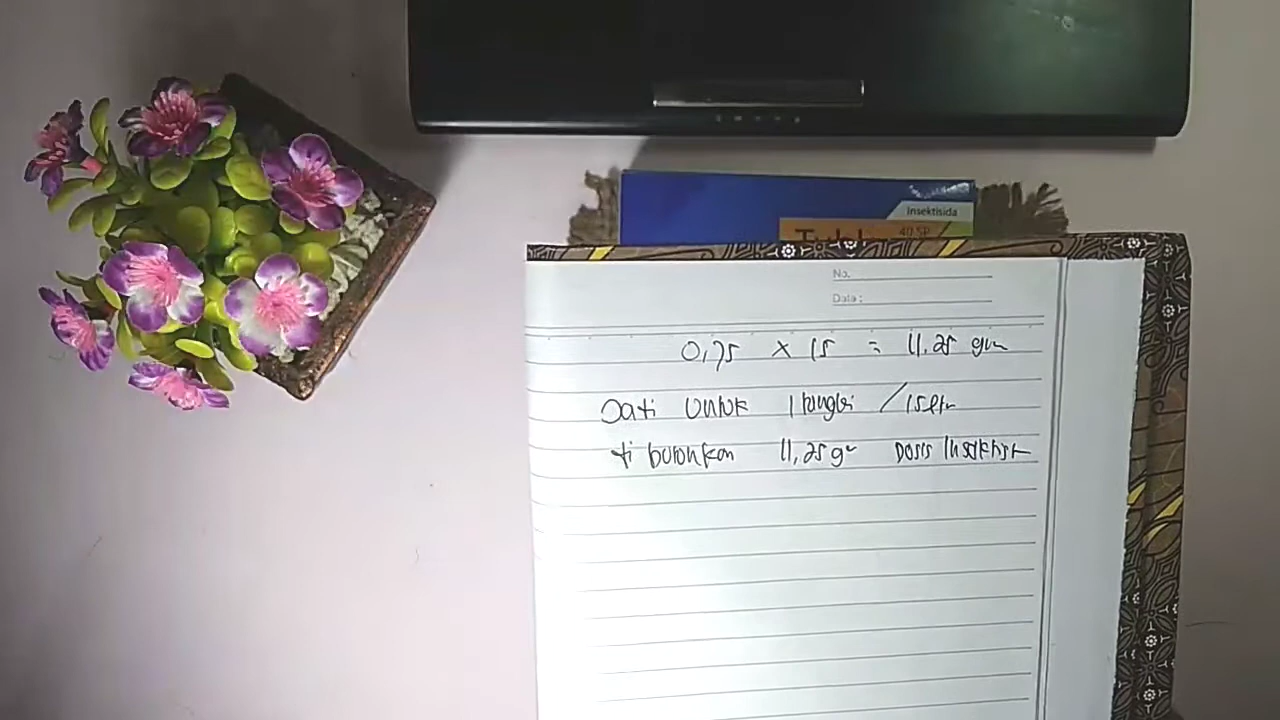 Insektisida
40 SP
No.
Date :
0,75 x 15 = 11.25 gm
Dati Untuk 1 tangki / 15 Ltr
di butuhkan 11,25 gr Dosis Insektisida